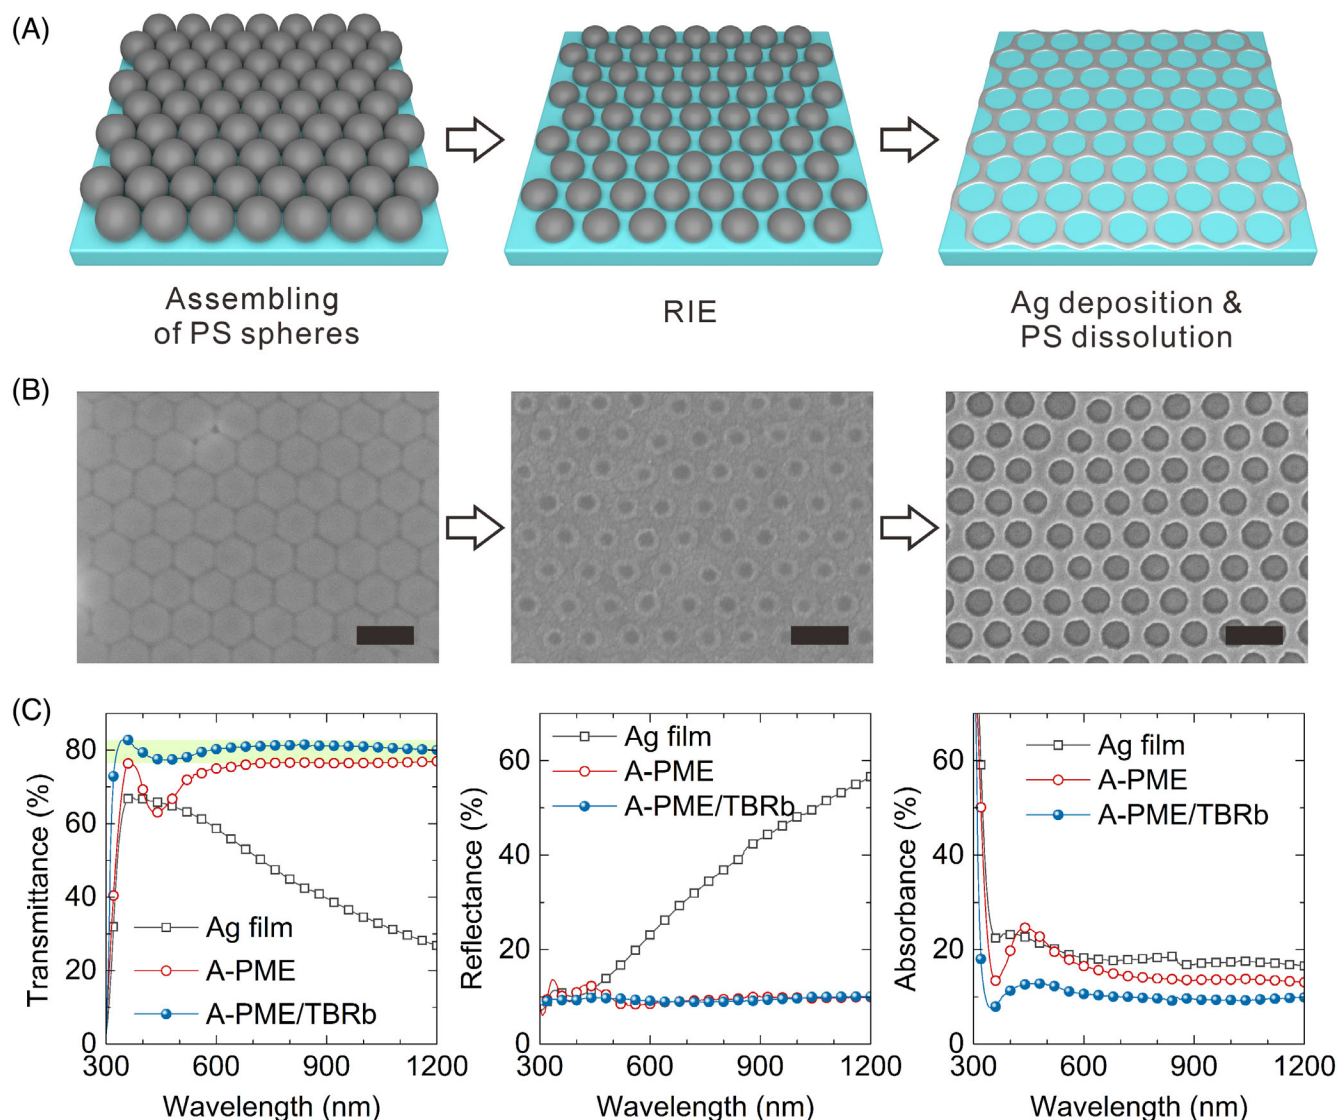 (A)
Assembling
of PS spheres
RIE
Ag deposition &
PS dissolution
(B)
(C)
Transmittance (%)
80
60
40
20
0
Ag film
A-PME
A-PME/TBRb
300 600 900 1200
Wavelength (nm)
Reflectance (%)
60
40
20
0
Ag film
A-PME
A-PME/TBRb
300 600 900 1200
Wavelength (nm)
Absorbance (%)
60
40
20
0
Ag film
A-PME
A-PME/TBRb
300 600 900 1200
Wavelength (nm)